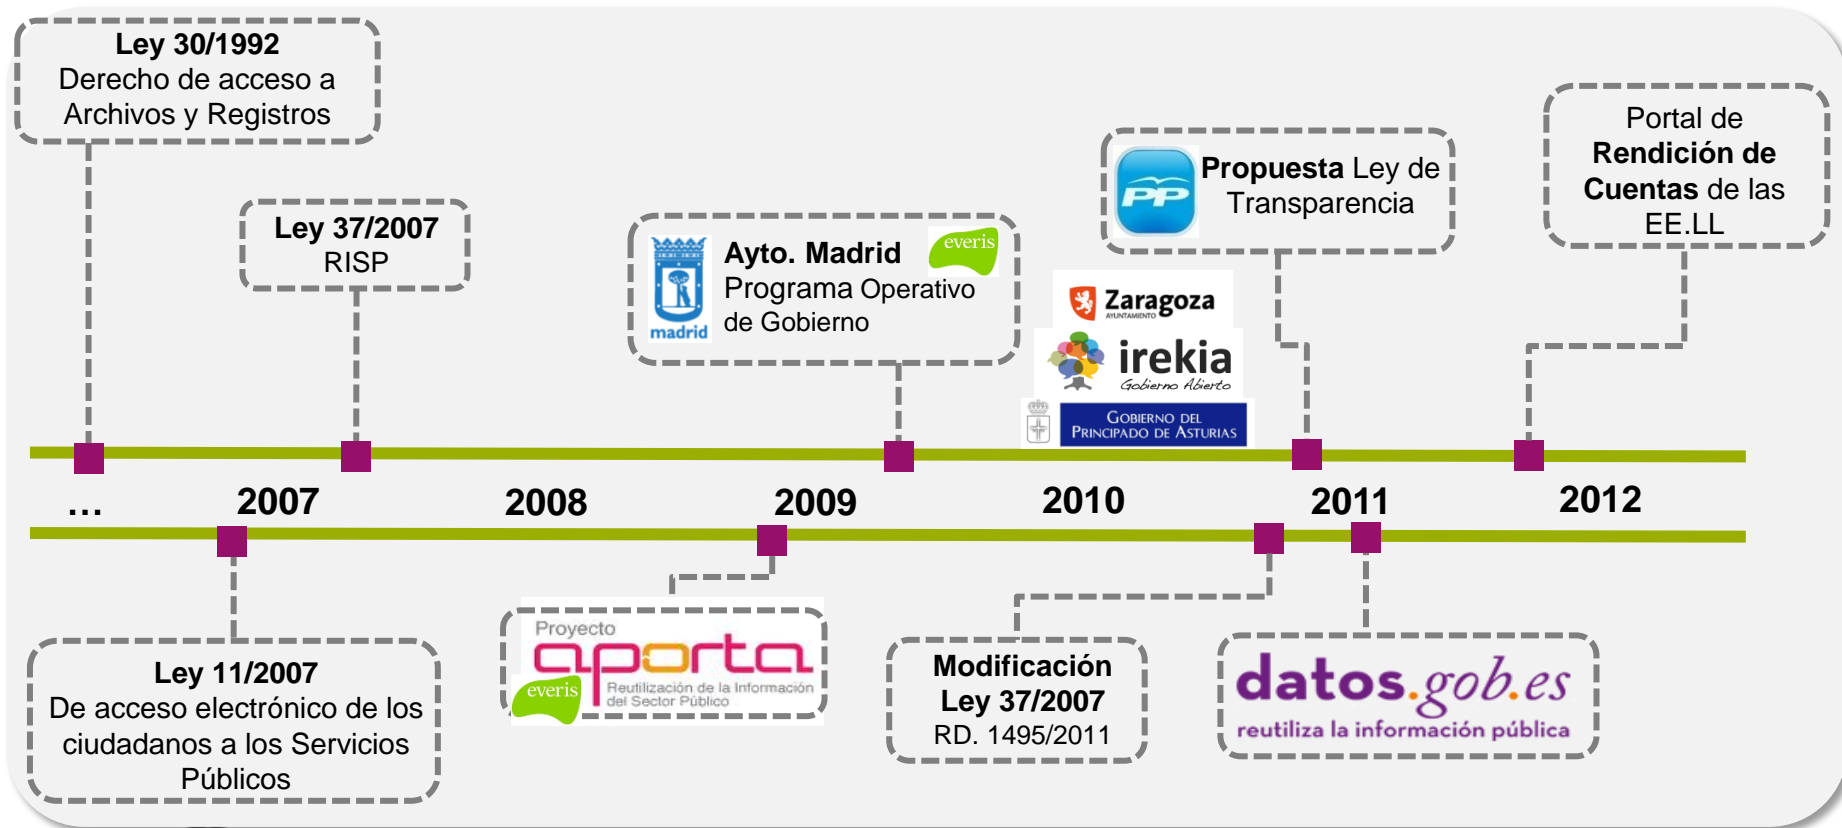 Ley 30/1992
Derecho de acceso a
Archivos y Registros
Ley 37/2007
RISP
madrid
Ayto. Madrid
everis
Programa Operativo
de Gobierno
PP
Propuesta Ley de
Transparencia
Zaragoza
AYUNTAMIENTO
irekia
Gobierno Abierto
GOBIERNO DEL
PRINCIPADO DE ASTURIAS
Portal de
Rendición de
Cuentas de las
EE.LL
... 2007 2008 2009 2010 2011 2012
Ley 11/2007
De acceso electrónico de los
ciudadanos a los Servicios
Públicos
Proyecto
aporta
everis
Reutilización de la Información
del Sector Público
Modificación
Ley 37/2007
RD. 1495/2011
datos.gob.es
reutiliza la información pública